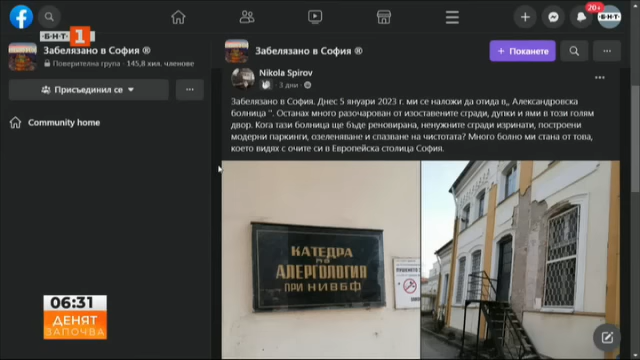 20+
БНТ 1
Забелязано в София ®
Поверителна група · 145,8 хил. членове
Присъединил се
Community home
Забелязано в София ®
+ Поканете
Nikola Spirov
3 дни
Забелязано в София. Днес 5 януари 2023 г. ми се наложи да отида в,, Александровска
болница ". Останах много разочарован от изоставените сгради, дупки и ями в този голям
двор. Кога тази болница ще бъде реновирана, ненужните сгради изринати, построени
модерни паркинги, озеленяване и спазване на чистотата? Много болно ми стана от това,
което видях с очите си в Европейска столица София.
КАТЕДРА
ПО
АЛЕРГОЛОГИЯ
ПРИ НИВБФ
ПУШЕНЕТО
06:31
ДЕНЯТ
ЗАПОЧВА